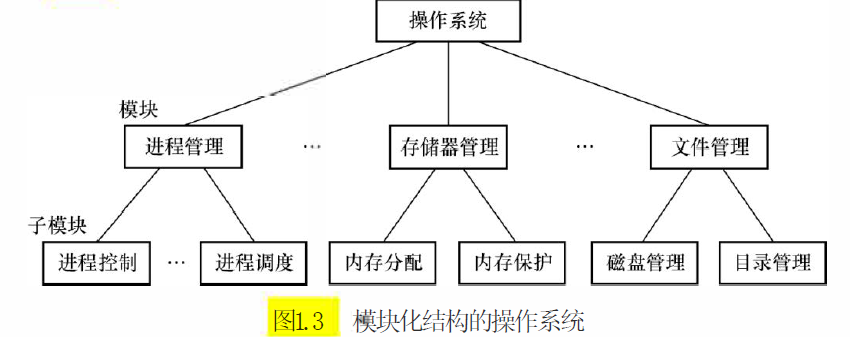 操作系统
模块
进程管理 … 存储器管理 … 文件管理
子模块
进程控制 … 进程调度 内存分配 内存保护 磁盘管理 目录管理
图1.3 模块化结构的操作系统